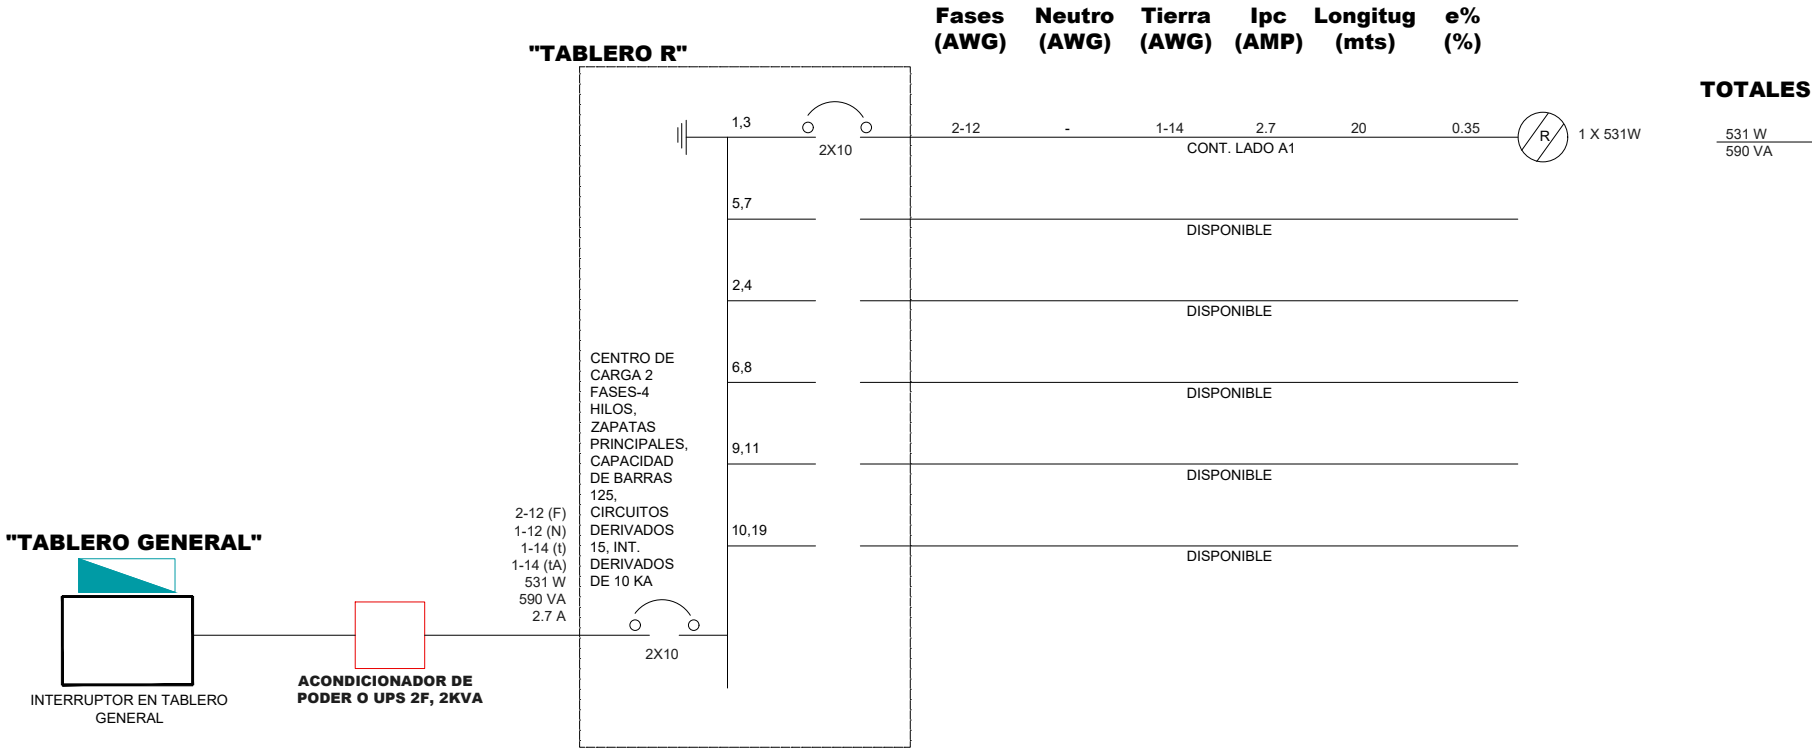 Fases Neutro Tierra Ipc Longitug e%
(AWG) (AWG) (AWG) (AMP) (mts) (%)
"TABLERO R"
TOTALES
1,3
2X10
2-12 - 1-14 2.7 20 0.35
CONT. LADO A1
R
1 X 531W
531 W
590 VA
5,7
DISPONIBLE
2,4
DISPONIBLE
6,8
DISPONIBLE
9,11
DISPONIBLE
10,19
DISPONIBLE
CENTRO DE
CARGA 2
FASES-4
HILOS,
ZAPATAS
PRINCIPALES,
CAPACIDAD
DE BARRAS
125,
CIRCUITOS
DERIVADOS
15, INT.
DERIVADOS
DE 10 KA
2-12 (F)
1-12 (N)
1-14 (t)
1-14 (tA)
531 W
590 VA
2.7 A
2X10
"TABLERO GENERAL"
INTERRUPTOR EN TABLERO
GENERAL
ACONDICIONADOR DE
PODER O UPS 2F, 2KVA